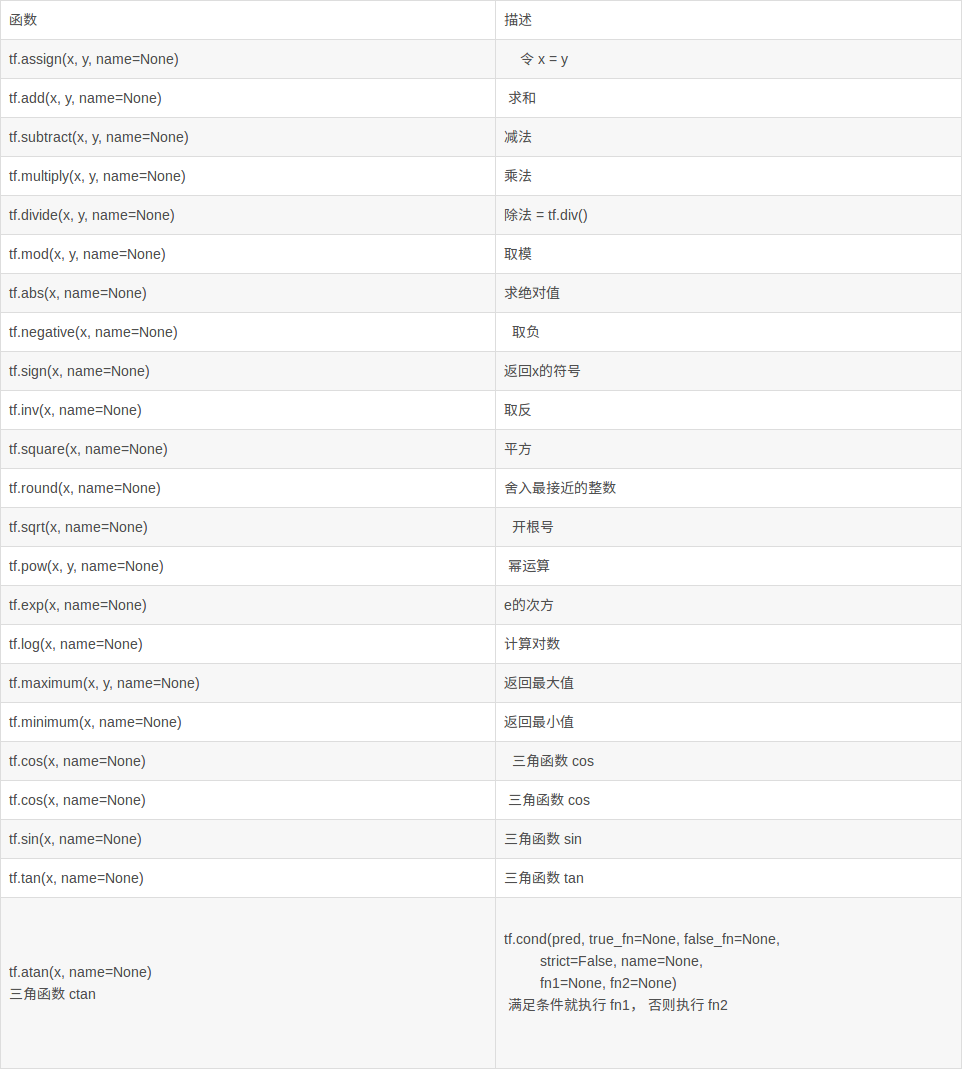 函数 描述
tf.assign(x, y, name=None) 令 x = y
tf.add(x, y, name=None) 求和
tf.subtract(x, y, name=None) 减法
tf.multiply(x, y, name=None) 乘法
tf.divide(x, y, name=None) 除法 = tf.div()
tf.mod(x, y, name=None) 取模
tf.abs(x, name=None) 求绝对值
tf.negative(x, name=None) 取负
tf.sign(x, name=None) 返回x的符号
tf.inv(x, name=None) 取反
tf.square(x, name=None) 平方
tf.round(x, name=None) 舍入最接近的整数
tf.sqrt(x, name=None) 开根号
tf.pow(x, y, name=None) 幂运算
tf.exp(x, name=None) e的次方
tf.log(x, name=None) 计算对数
tf.maximum(x, y, name=None) 返回最大值
tf.minimum(x, name=None) 返回最小值
tf.cos(x, name=None) 三角函数 cos
tf.cos(x, name=None) 三角函数 cos
tf.sin(x, name=None) 三角函数 sin
tf.tan(x, name=None) 三角函数 tan
tf.atan(x, name=None)
三角函数 ctan
tf.cond(pred, true_fn=None, false_fn=None,
strict=False, name=None,
fn1=None, fn2=None)
满足条件就执行 fn1， 否则执行 fn2